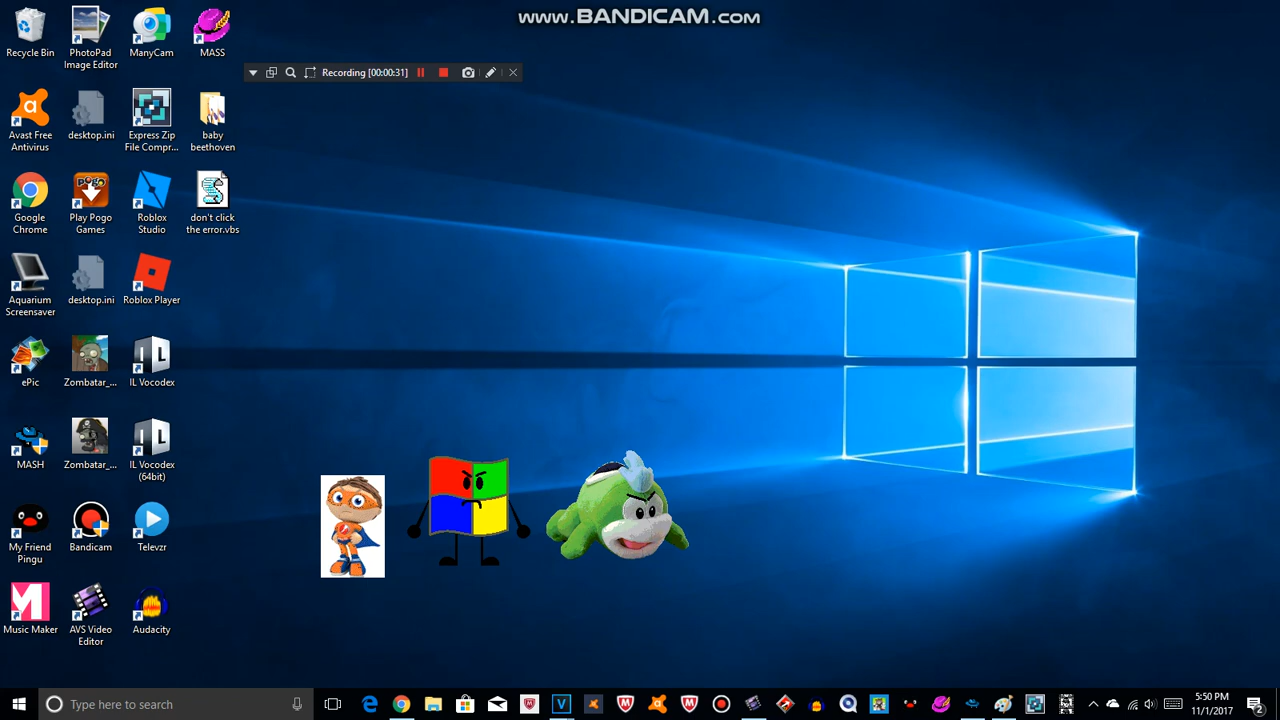 www.BANDICAM.com
Recording [00:00:31]
Recycle Bin
PhotoPad
Image Editor
ManyCam
MASS
Avast Free
Antivirus
desktop.ini
Express Zip
File Compr...
baby
beethoven
Google
Chrome
Play Pogo
Games
Roblox
Studio
don't click
the error.vbs
Aquarium
Screensaver
desktop.ini
Roblox Player
ePic
Zombatar_...
IL Vocodex
MASH
Zombatar_...
IL Vocodex
(64bit)
My Friend
Pingu
Bandicam
Televzr
Music Maker
AVS Video
Editor
Audacity
Type here to search
5:50 PM
11/1/2017